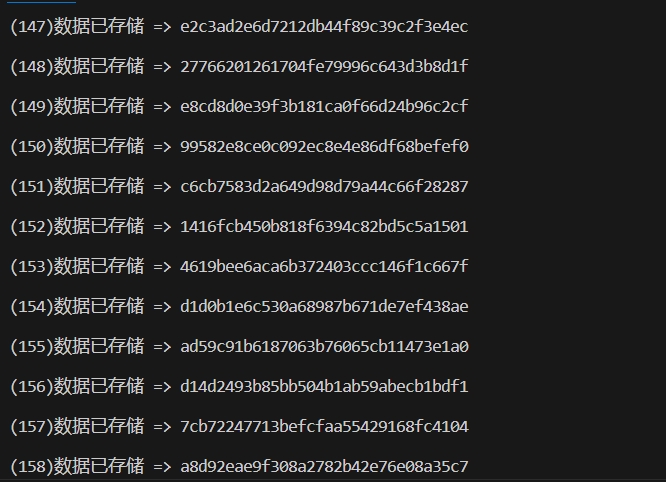 (147)数据已存储 => e2c3ad2e6d7212db44f89c39c2f3e4ec
(148)数据已存储 => 27766201261704fe79996c643d3b8d1f
(149)数据已存储 => e8cd8d0e39f3b181ca0f66d24b96c2cf
(150)数据已存储 => 99582e8ce0c092ec8e4e86df68befef0
(151)数据已存储 => c6cb7583d2a649d98d79a44c66f28287
(152)数据已存储 => 1416fcb450b818f6394c82bd5c5a1501
(153)数据已存储 => 4619bee6aca6b372403ccc146f1c667f
(154)数据已存储 => d1d0b1e6c530a68987b671de7ef438ae
(155)数据已存储 => ad59c91b6187063b76065cb11473e1a0
(156)数据已存储 => d14d2493b85bb504b1ab59abecb1bdf1
(157)数据已存储 => 7cb72247713befcfaa55429168fc4104
(158)数据已存储 => a8d92eae9f308a2782b42e76e08a35c7